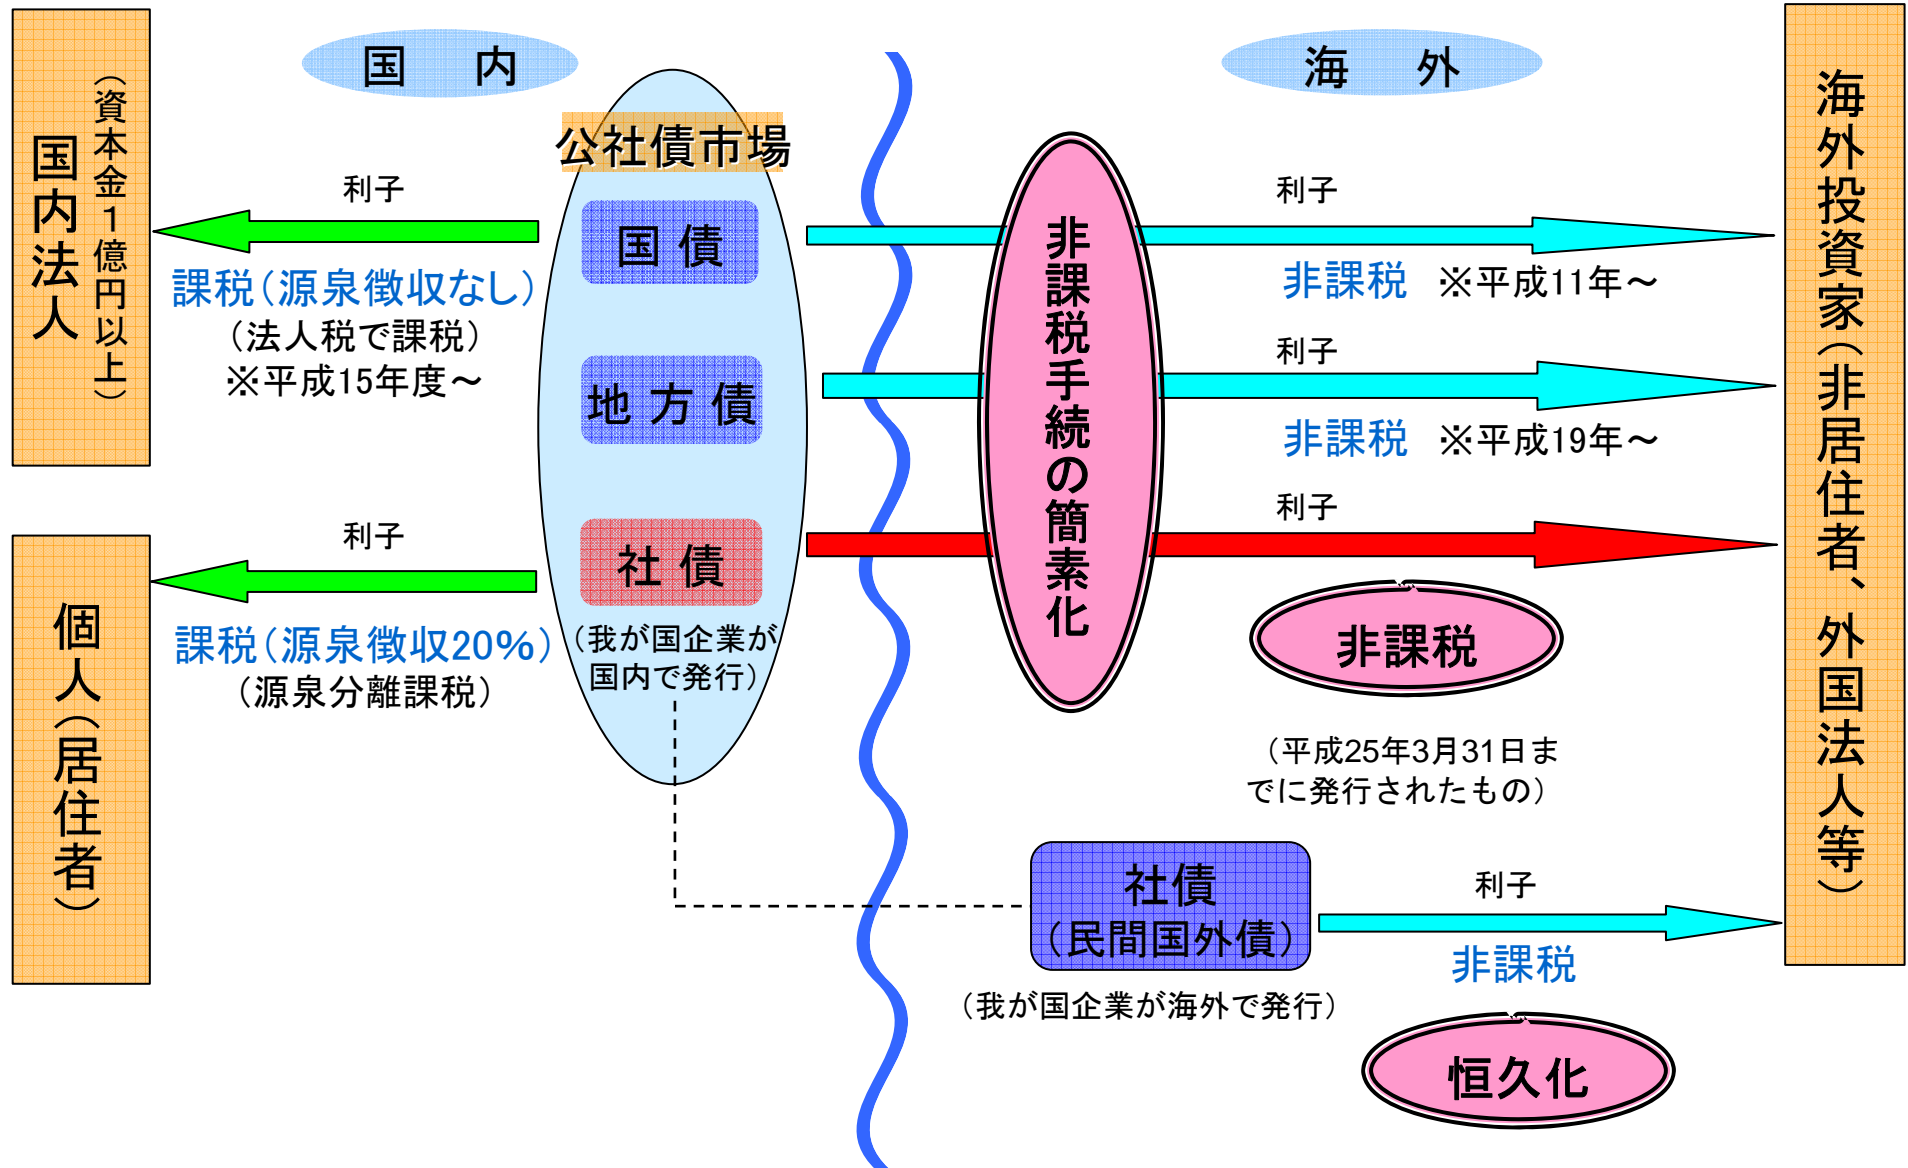 国内
海外
国内法人
（資本金１億円以上）
個人（居住者）
利子
課税（源泉徴収なし）
（法人税で課税）
※平成15年度～
利子
課税（源泉徴収20%）
（源泉分離課税）
公社債市場
国債
地方債
社債
（我が国企業が
国内で発行）
非課税手続の簡素化
利子
非課税 ※平成11年～
利子
非課税 ※平成19年～
利子
非課税
（平成25年3月31日ま
でに発行されたもの）
社債
（民間国外債）
（我が国企業が海外で発行）
利子
非課税
恒久化
海外投資家（非居住者、外国法人等）